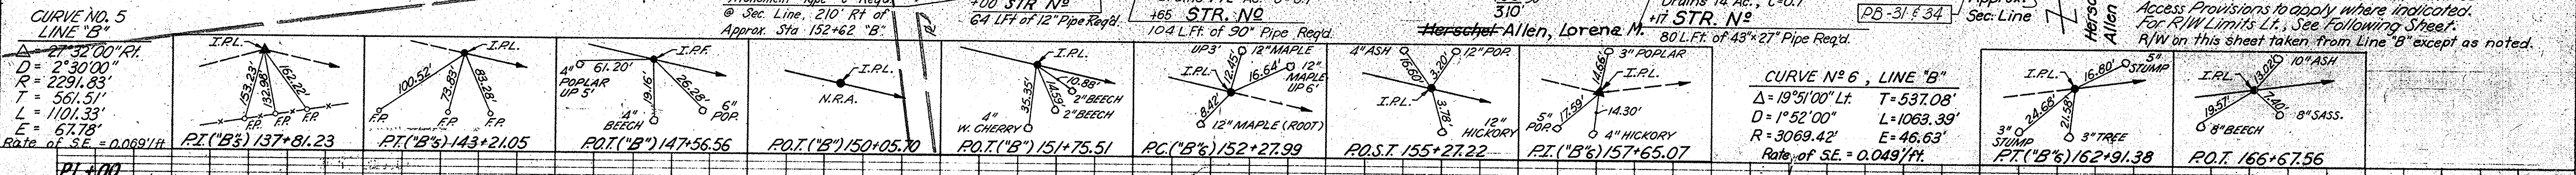 CURVE NO. 5
LINE "B"
Δ = 27°32'00" Rt.
D = 2°30'00"
R = 2291.83'
T = 561.51'
L = 1101.33'
E = 67.78'
Rate of S.E. = 0.069'/ft
I.P.L.
153.23'
132.98'
162.22'
F.P. F.P. F.P.
P.I. ("B"5) 137+81.23
I.P.L.
100.52'
73.83'
83.28'
F.P. F.P. F.P.
P.T. ("B"5) 143+21.05
@ Sec. Line, 210' Rt of
Approx. Sta 152+62 "B"
I.P.F.
61.20'
4" POPLAR UP 5'
19.16'
26.28'
4" BEECH
6" POP.
P.O.T. ("B") 147+56.56
I.P.L.
N.R.A.
P.O.T. ("B") 150+05.70
+00 STR Nº
64 LFt of 12" Pipe Req'd.
I.P.L.
35.35'
14.59'
10.88'
2" BEECH
2" BEECH
4" W. CHERRY
P.O.T. ("B") 151+75.51
+65 STR. Nº
104 L.Ft. of 90" Pipe Req'd
UP 3'
12" MAPLE
12.45'
16.64'
12" MAPLE UP 6'
I.P.L.
8.42'
12" MAPLE (ROOT)
P.C. ("B"6) 152+27.99
4" ASH
16.60'
3.20'
12" POP.
I.P.L.
3.78'
12" HICKORY
P.O.S.T. 155+27.22
310'
Herschel Allen, Lorene M.
+17 STR. Nº
80 L.Ft. of 43"x27" Pipe Req'd.
3" POPLAR
14.66'
I.P.L.
17.59'
14.30'
5" POP.
4" HICKORY
P.I. ("B"6) 157+65.07
PB-31 & 34
Sec. Line
CURVE Nº 6, LINE "B"
Δ = 19°51'00" Lt. T = 537.08'
D = 1°52'00" L = 1063.39'
R = 3069.42' E = 46.63'
Rate of S.E. = 0.049'/ft.
Allen
I.P.L.
16.80'
5" STUMP
24.68'
21.58'
3" STUMP
3" TREE
P.T. ("B"6) 162+91.38
Access Provisions to apply where indicated.
For R/W Limits Lt., See Following Sheet.
R/W on this sheet taken from Line "B" except as noted.
I.P.L.
13.02'
10" ASH
19.57'
7.40'
8" BEECH
8" SASS.
P.O.T. 166+67.56
P.I. +00